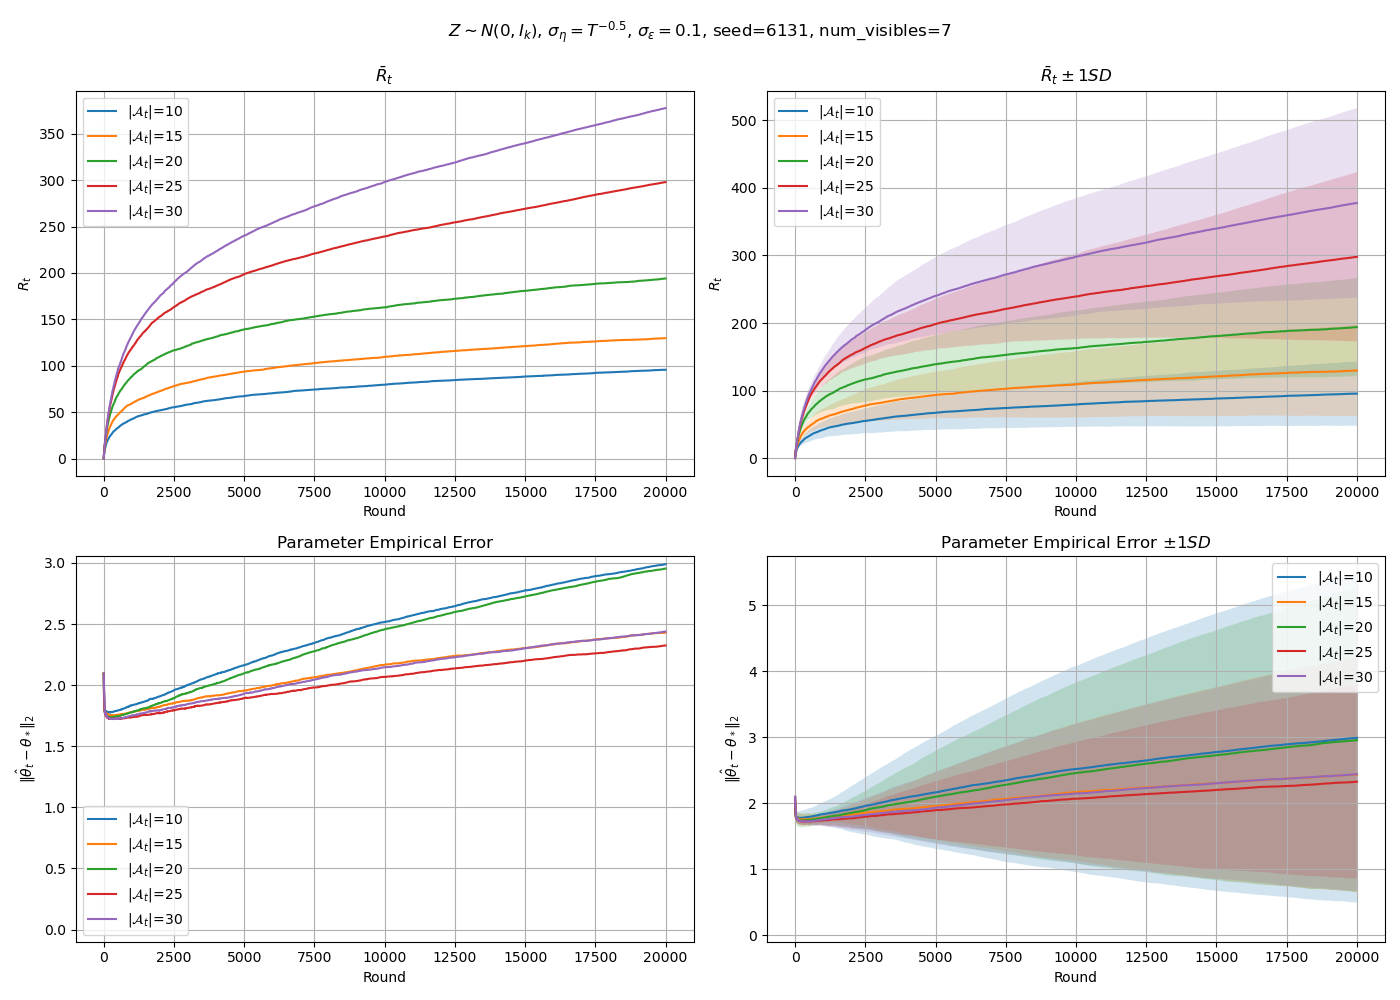 Z ∼ N(0, I_k), σ_η = T^{−0.5}, σ_ε = 0.1, seed=6131, num_visibles=7
R̄_t
R_t
350
300
250
200
150
100
50
0
|𝒜_t|=10
|𝒜_t|=15
|𝒜_t|=20
|𝒜_t|=25
|𝒜_t|=30
0 2500 5000 7500 10000 12500 15000 17500 20000
Round
R̄_t ± 1SD
R_t
500
400
300
200
100
0
|𝒜_t|=10
|𝒜_t|=15
|𝒜_t|=20
|𝒜_t|=25
|𝒜_t|=30
0 2500 5000 7500 10000 12500 15000 17500 20000
Round
Parameter Empirical Error
‖θ̂_t − θ_*‖_2
3.0
2.5
2.0
1.5
1.0
0.5
0.0
|𝒜_t|=10
|𝒜_t|=15
|𝒜_t|=20
|𝒜_t|=25
|𝒜_t|=30
0 2500 5000 7500 10000 12500 15000 17500 20000
Round
Parameter Empirical Error ±1SD
‖θ̂_t − θ_*‖_2
5
4
3
2
1
0
|𝒜_t|=10
|𝒜_t|=15
|𝒜_t|=20
|𝒜_t|=25
|𝒜_t|=30
0 2500 5000 7500 10000 12500 15000 17500 20000
Round